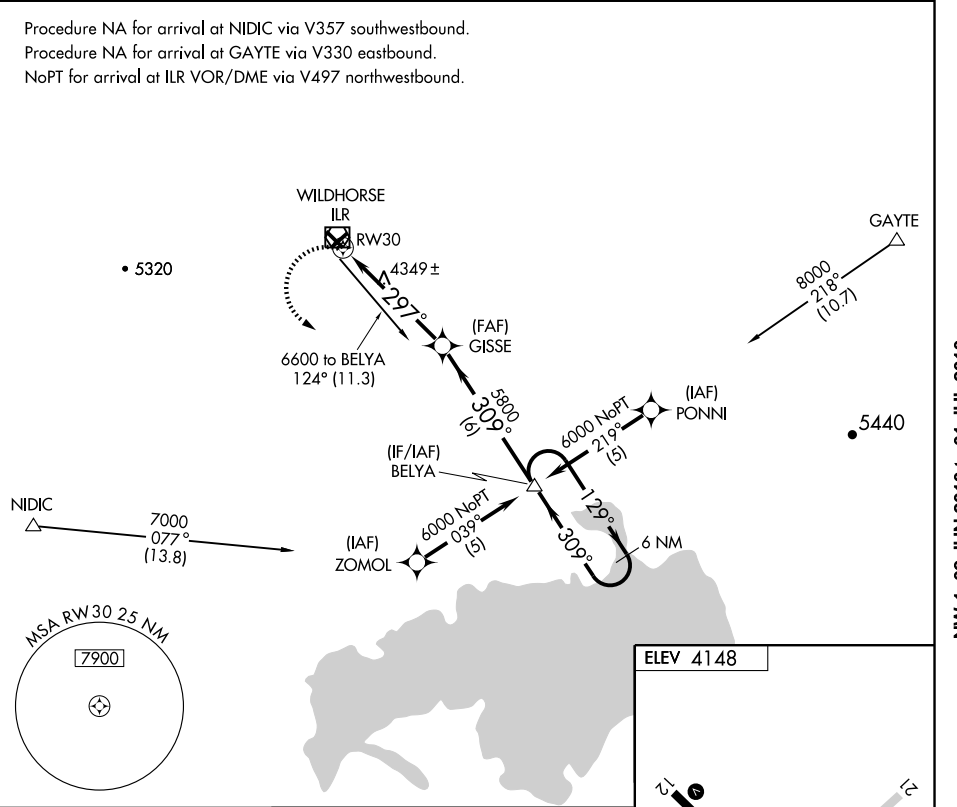 Procedure NA for arrival at NIDIC via V357 southwestbound.
Procedure NA for arrival at GAYTE via V330 eastbound.
NoPT for arrival at ILR VOR/DME via V497 northwestbound.
WILDHORSE
ILR
RW30
GAYTE
5320
4349±
8000
218°
(10.7)
297°
(FAF)
GISSE
6600 to BELYA
124° (11.3)
5800
309°
(6)
(IAF)
PONNI
6000 NoPT
219°
(5)
5440
(IF/IAF)
BELYA
129°
NIDIC
7000
077°
(13.8)
6000 NoPT
039°
(5)
(IAF)
ZOMOL
309°
6 NM
MSA RW30 25 NM
7900
ELEV 4148
12
V
21